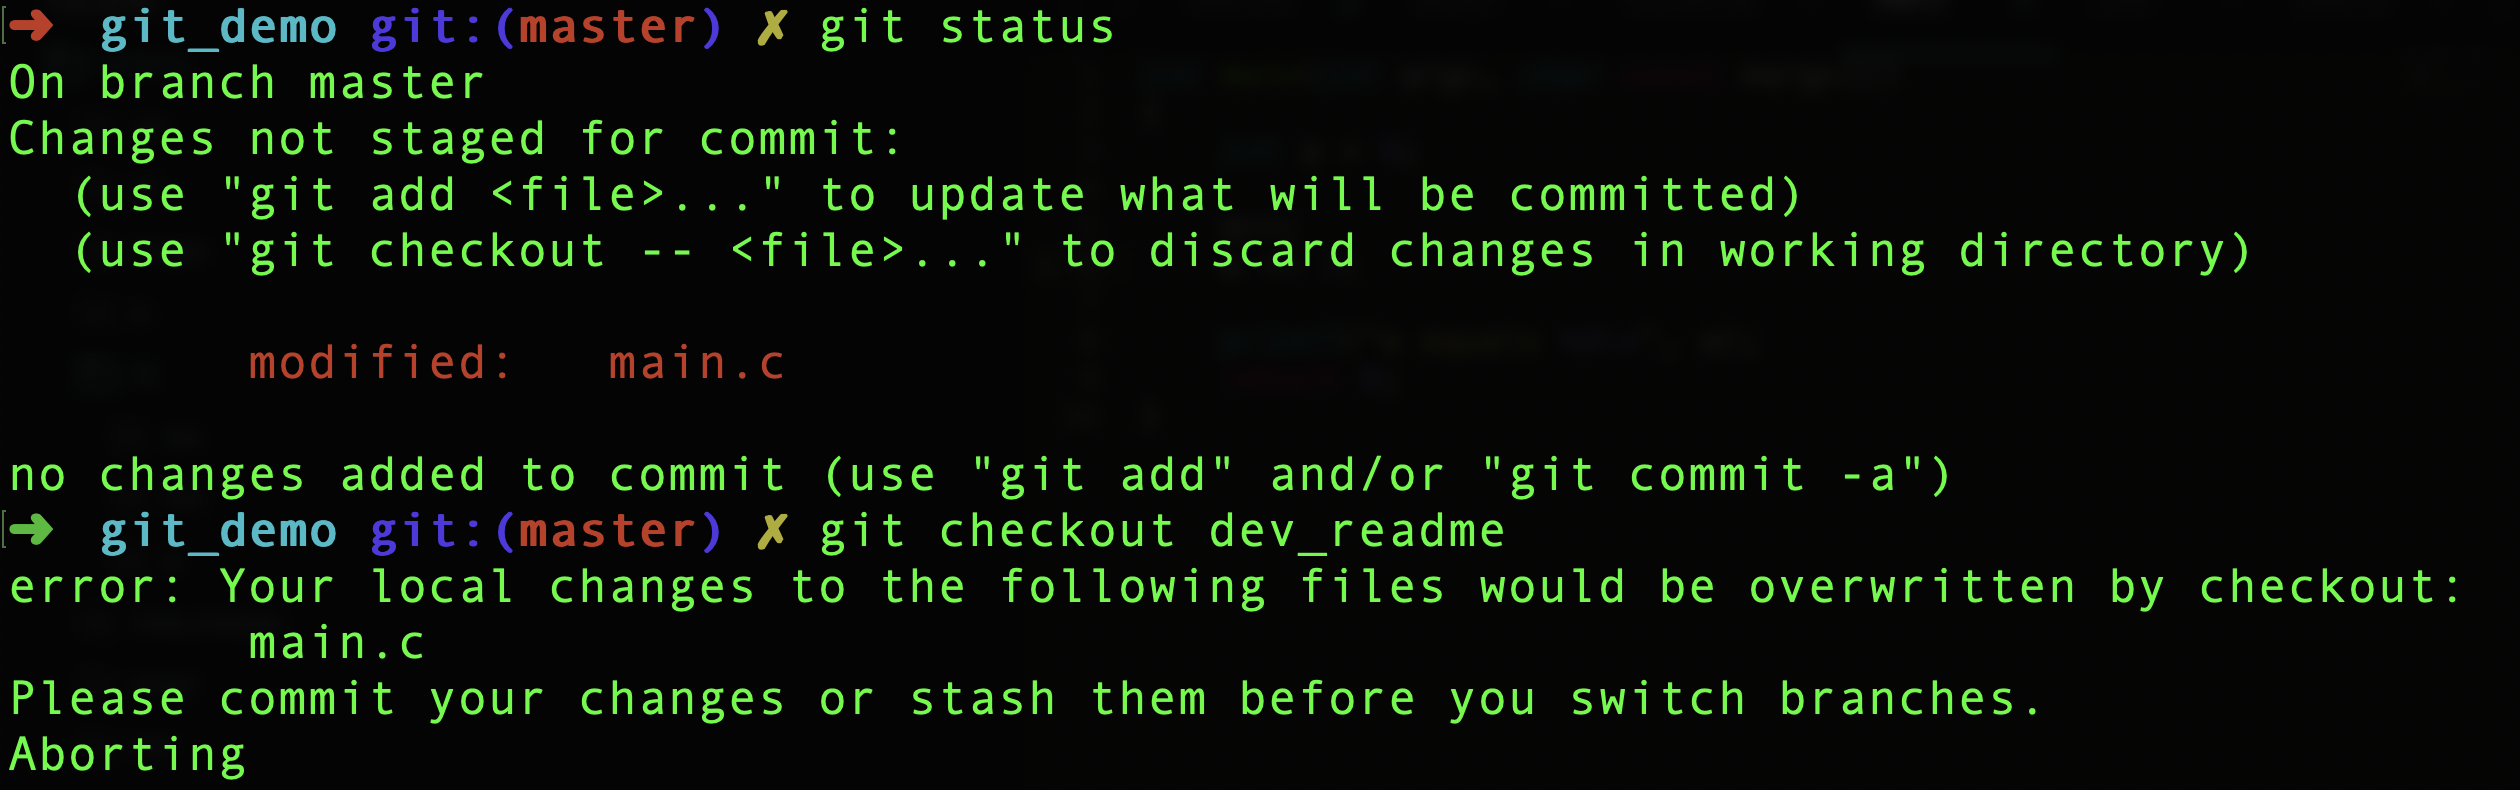 ➜  git_demo git:(master) ✗ git status
On branch master
Changes not staged for commit:
  (use "git add <file>..." to update what will be committed)
  (use "git checkout -- <file>..." to discard changes in working directory)

        modified:   main.c

no changes added to commit (use "git add" and/or "git commit -a")
➜  git_demo git:(master) ✗ git checkout dev_readme
error: Your local changes to the following files would be overwritten by checkout:
        main.c
Please commit your changes or stash them before you switch branches.
Aborting